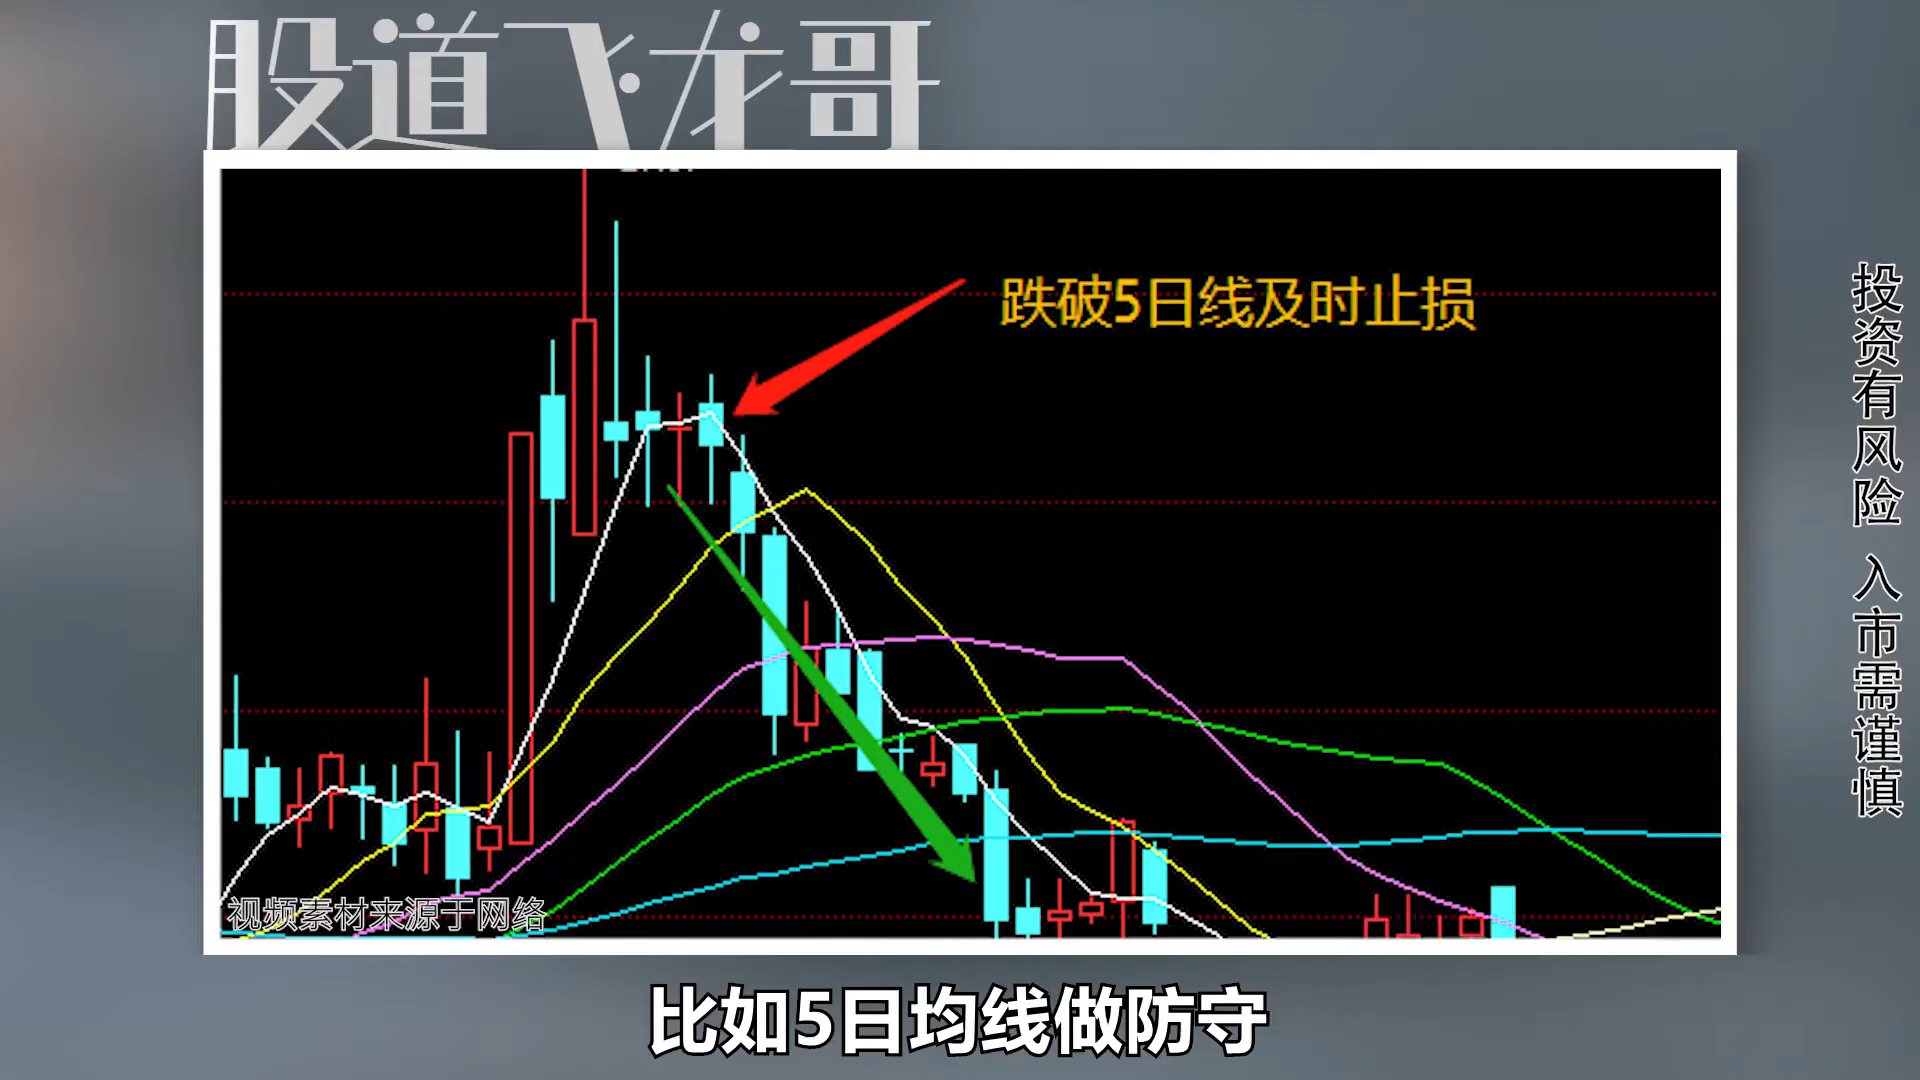 股道飞龙哥
跌破5日线及时止损
投资有风险 入市需谨慎
视频素材来源于网络
比如5日均线做防守